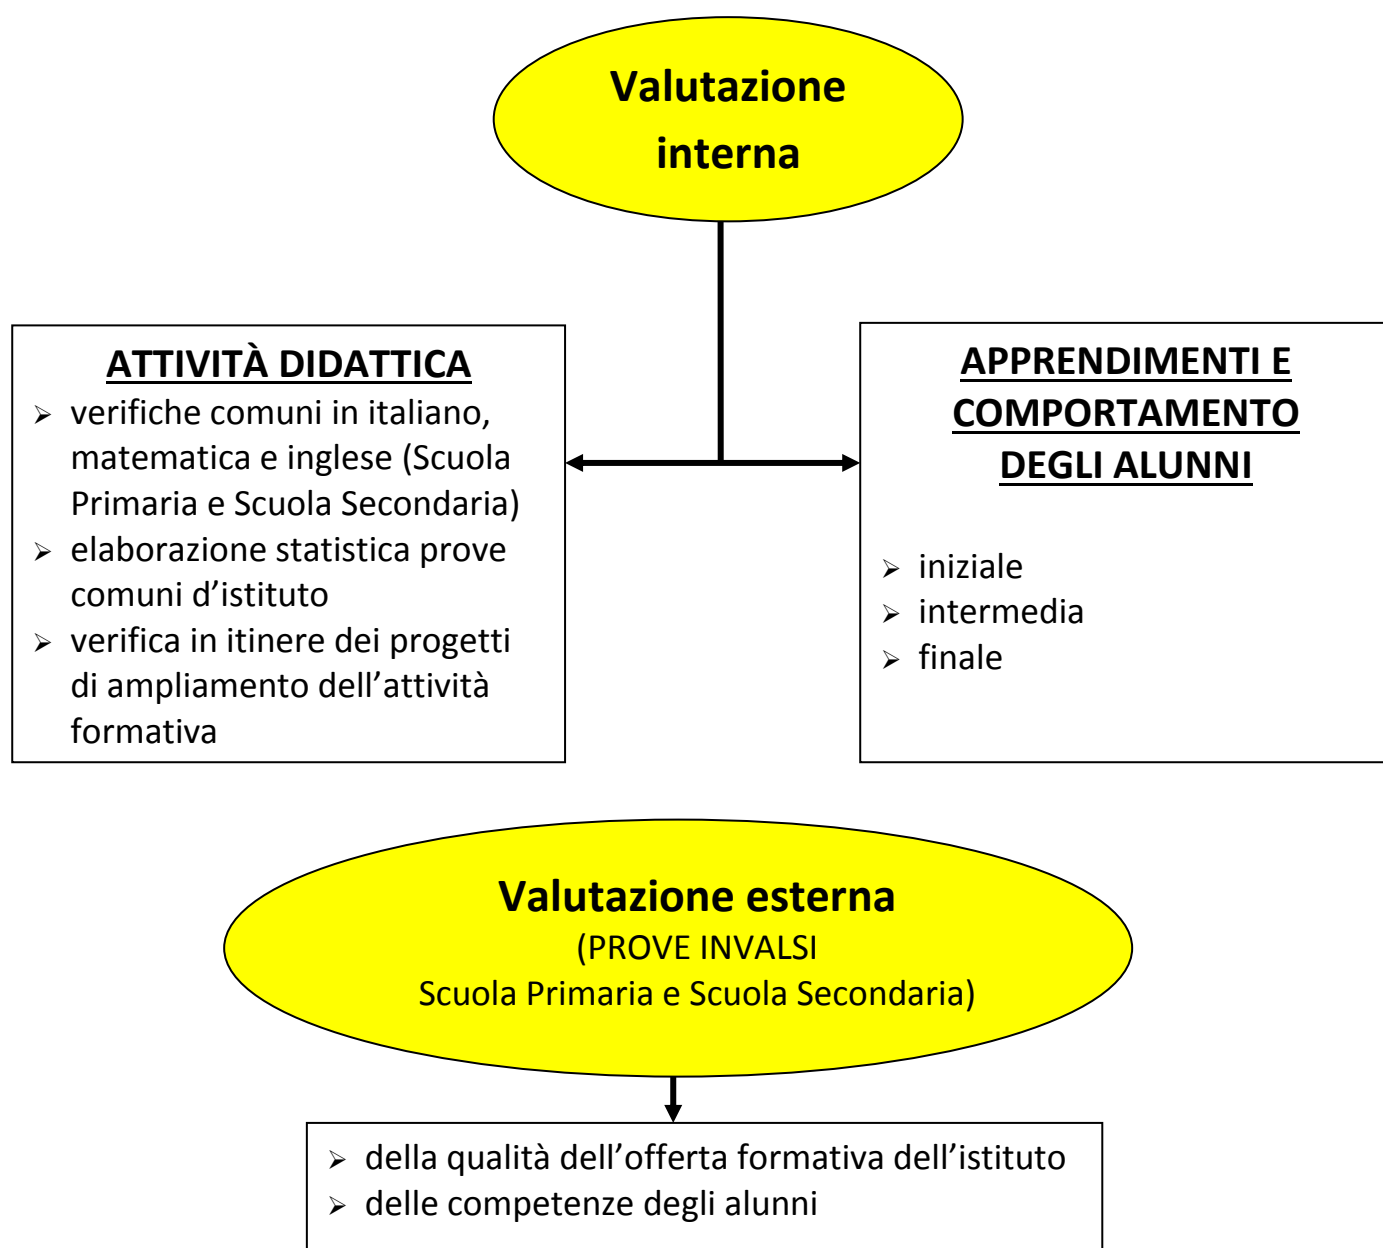 Valutazione
interna
ATTIVITÀ DIDATTICA
➢ verifiche comuni in italiano,
matematica e inglese (Scuola
Primaria e Scuola Secondaria)
➢ elaborazione statistica prove
comuni d’istituto
➢ verifica in itinere dei progetti
di ampliamento dell’attività
formativa
APPRENDIMENTI E
COMPORTAMENTO
DEGLI ALUNNI
➢ iniziale
➢ intermedia
➢ finale
Valutazione esterna
(PROVE INVALSI
Scuola Primaria e Scuola Secondaria)
➢ della qualità dell’offerta formativa dell’istituto
➢ delle competenze degli alunni